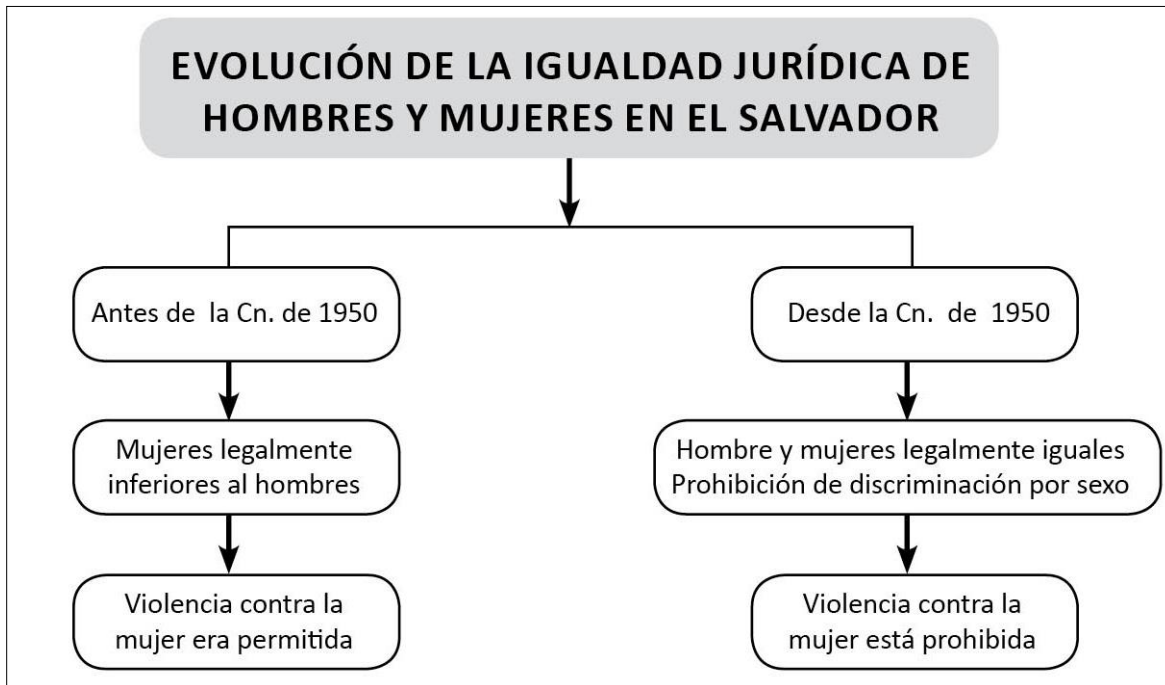 EVOLUCIÓN DE LA IGUALDAD JURÍDICA DE
HOMBRES Y MUJERES EN EL SALVADOR
Antes de la Cn. de 1950
Mujeres legalmente
inferiores al hombres
Violencia contra la
mujer era permitida
Desde la Cn. de 1950
Hombre y mujeres legalmente iguales
Prohibición de discriminación por sexo
Violencia contra la
mujer está prohibida